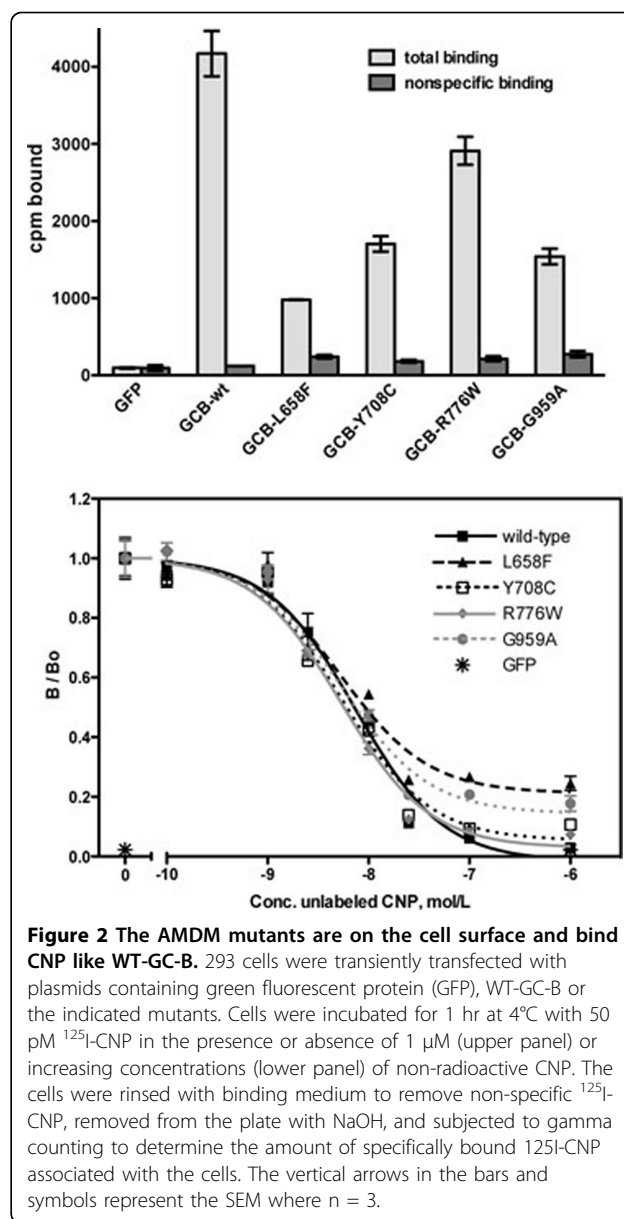 4000
3000
2000
1000
0
cpm bound
total binding
nonspecific binding
GFP
GCB-wt
GCB-L658F
GCB-Y708C
GCB-R776W
GCB-G959A
1.2
1.0
0.8
0.6
0.4
0.2
0.0
B / Bo
wild-type
L658F
Y708C
R776W
G959A
GFP
0 -10 -9 -8 -7 -6
Conc. unlabeled CNP, mol/L
Figure 2 The AMDM mutants are on the cell surface and bind
CNP like WT-GC-B. 293 cells were transiently transfected with
plasmids containing green fluorescent protein (GFP), WT-GC-B or
the indicated mutants. Cells were incubated for 1 hr at 4°C with 50
pM ¹²⁵I-CNP in the presence or absence of 1 μM (upper panel) or
increasing concentrations (lower panel) of non-radioactive CNP. The
cells were rinsed with binding medium to remove non-specific ¹²⁵I-
CNP, removed from the plate with NaOH, and subjected to gamma
counting to determine the amount of specifically bound 125I-CNP
associated with the cells. The vertical arrows in the bars and
symbols represent the SEM where n = 3.